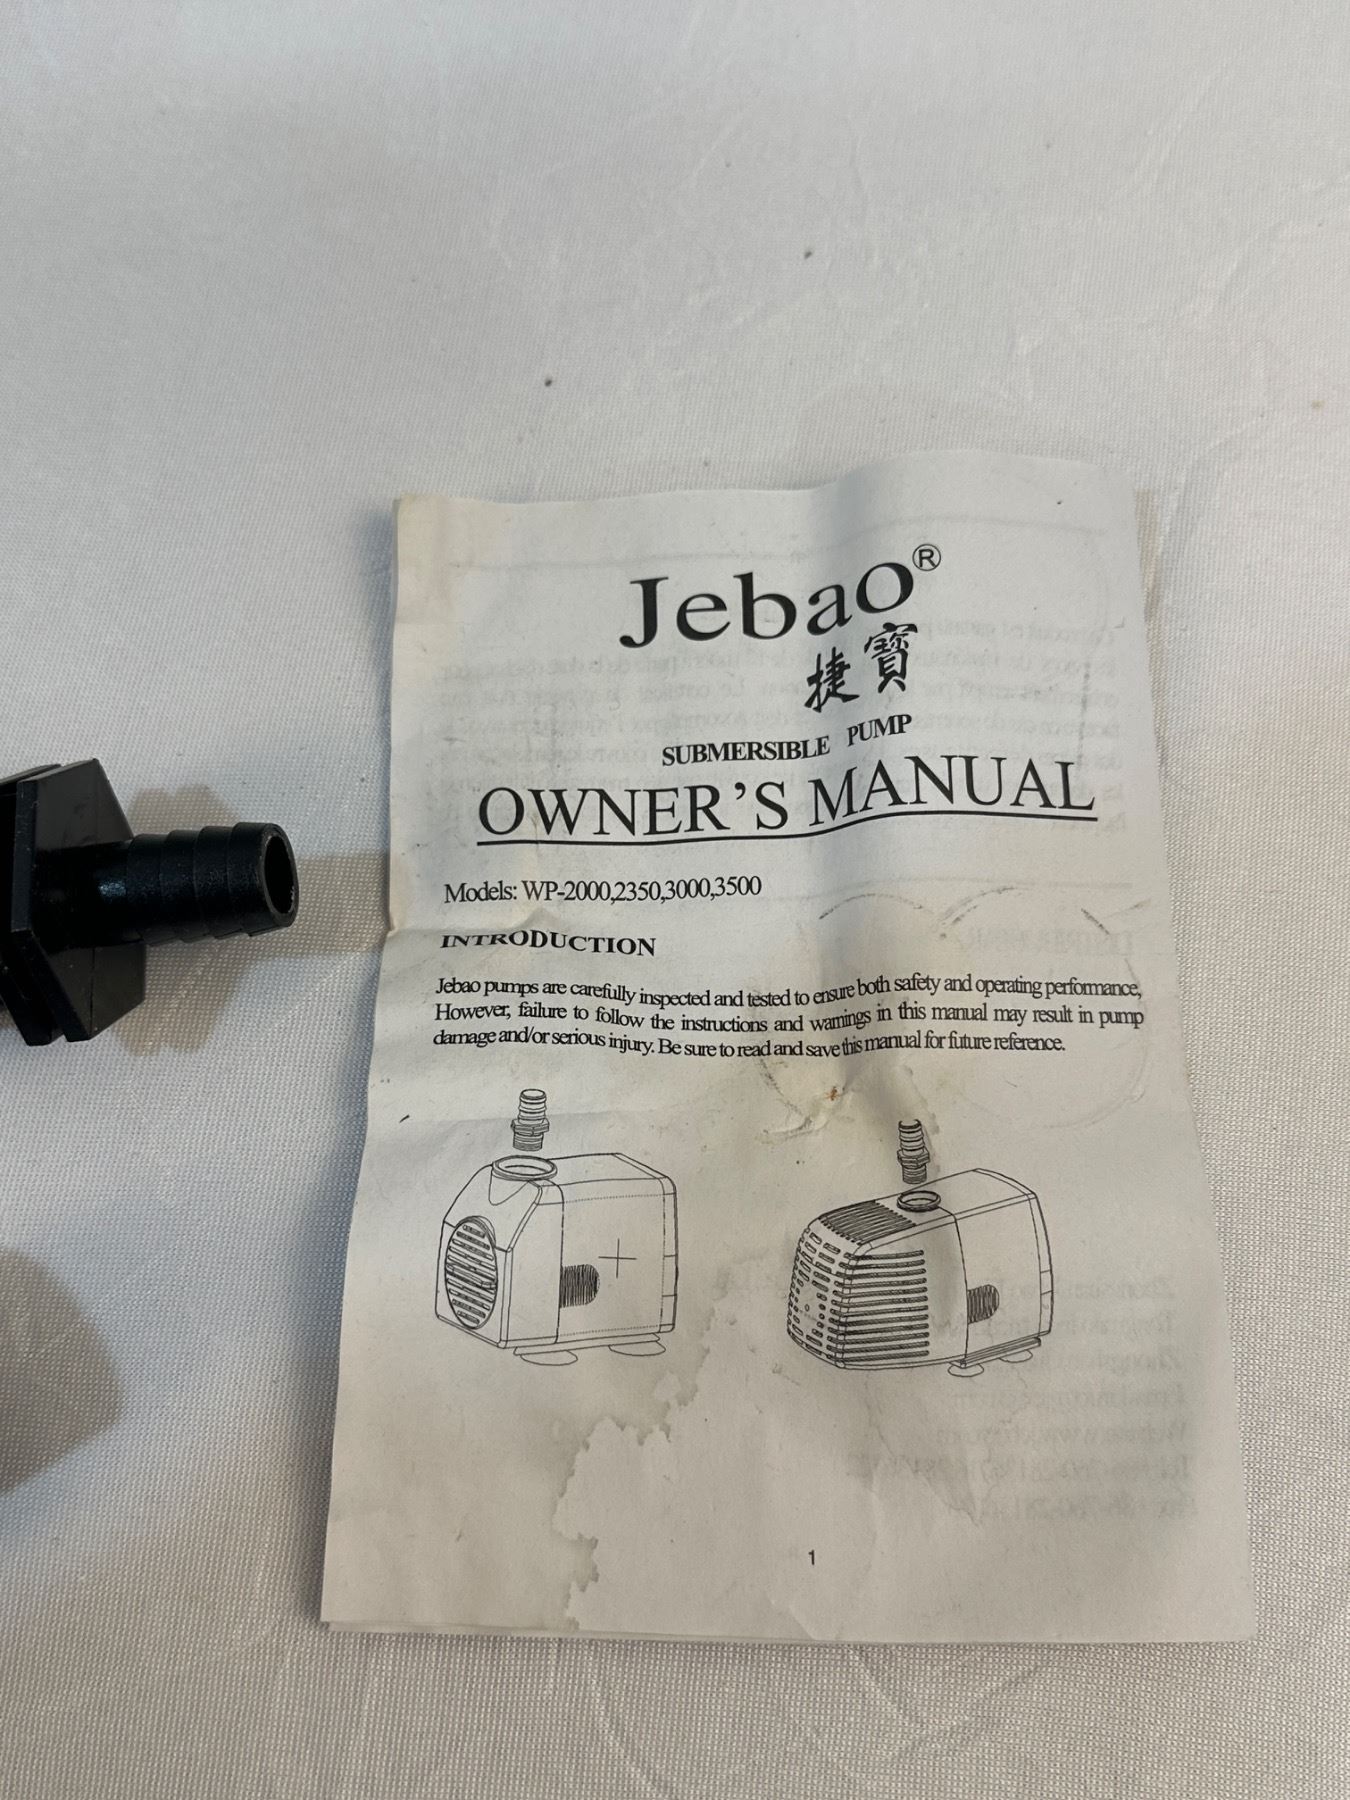 Jebao®
捷寶
SUBMERSIBLE PUMP
OWNER'S MANUAL
Models: WP-2000,2350,3000,3500
INTRODUCTION
Jebao pumps are carefully inspected and tested to ensure both safety and operating performance,
However, failure to follow the instructions and warnings in this manual may result in pump
damage and/or serious injury. Be sure to read and save this manual for future reference.
1